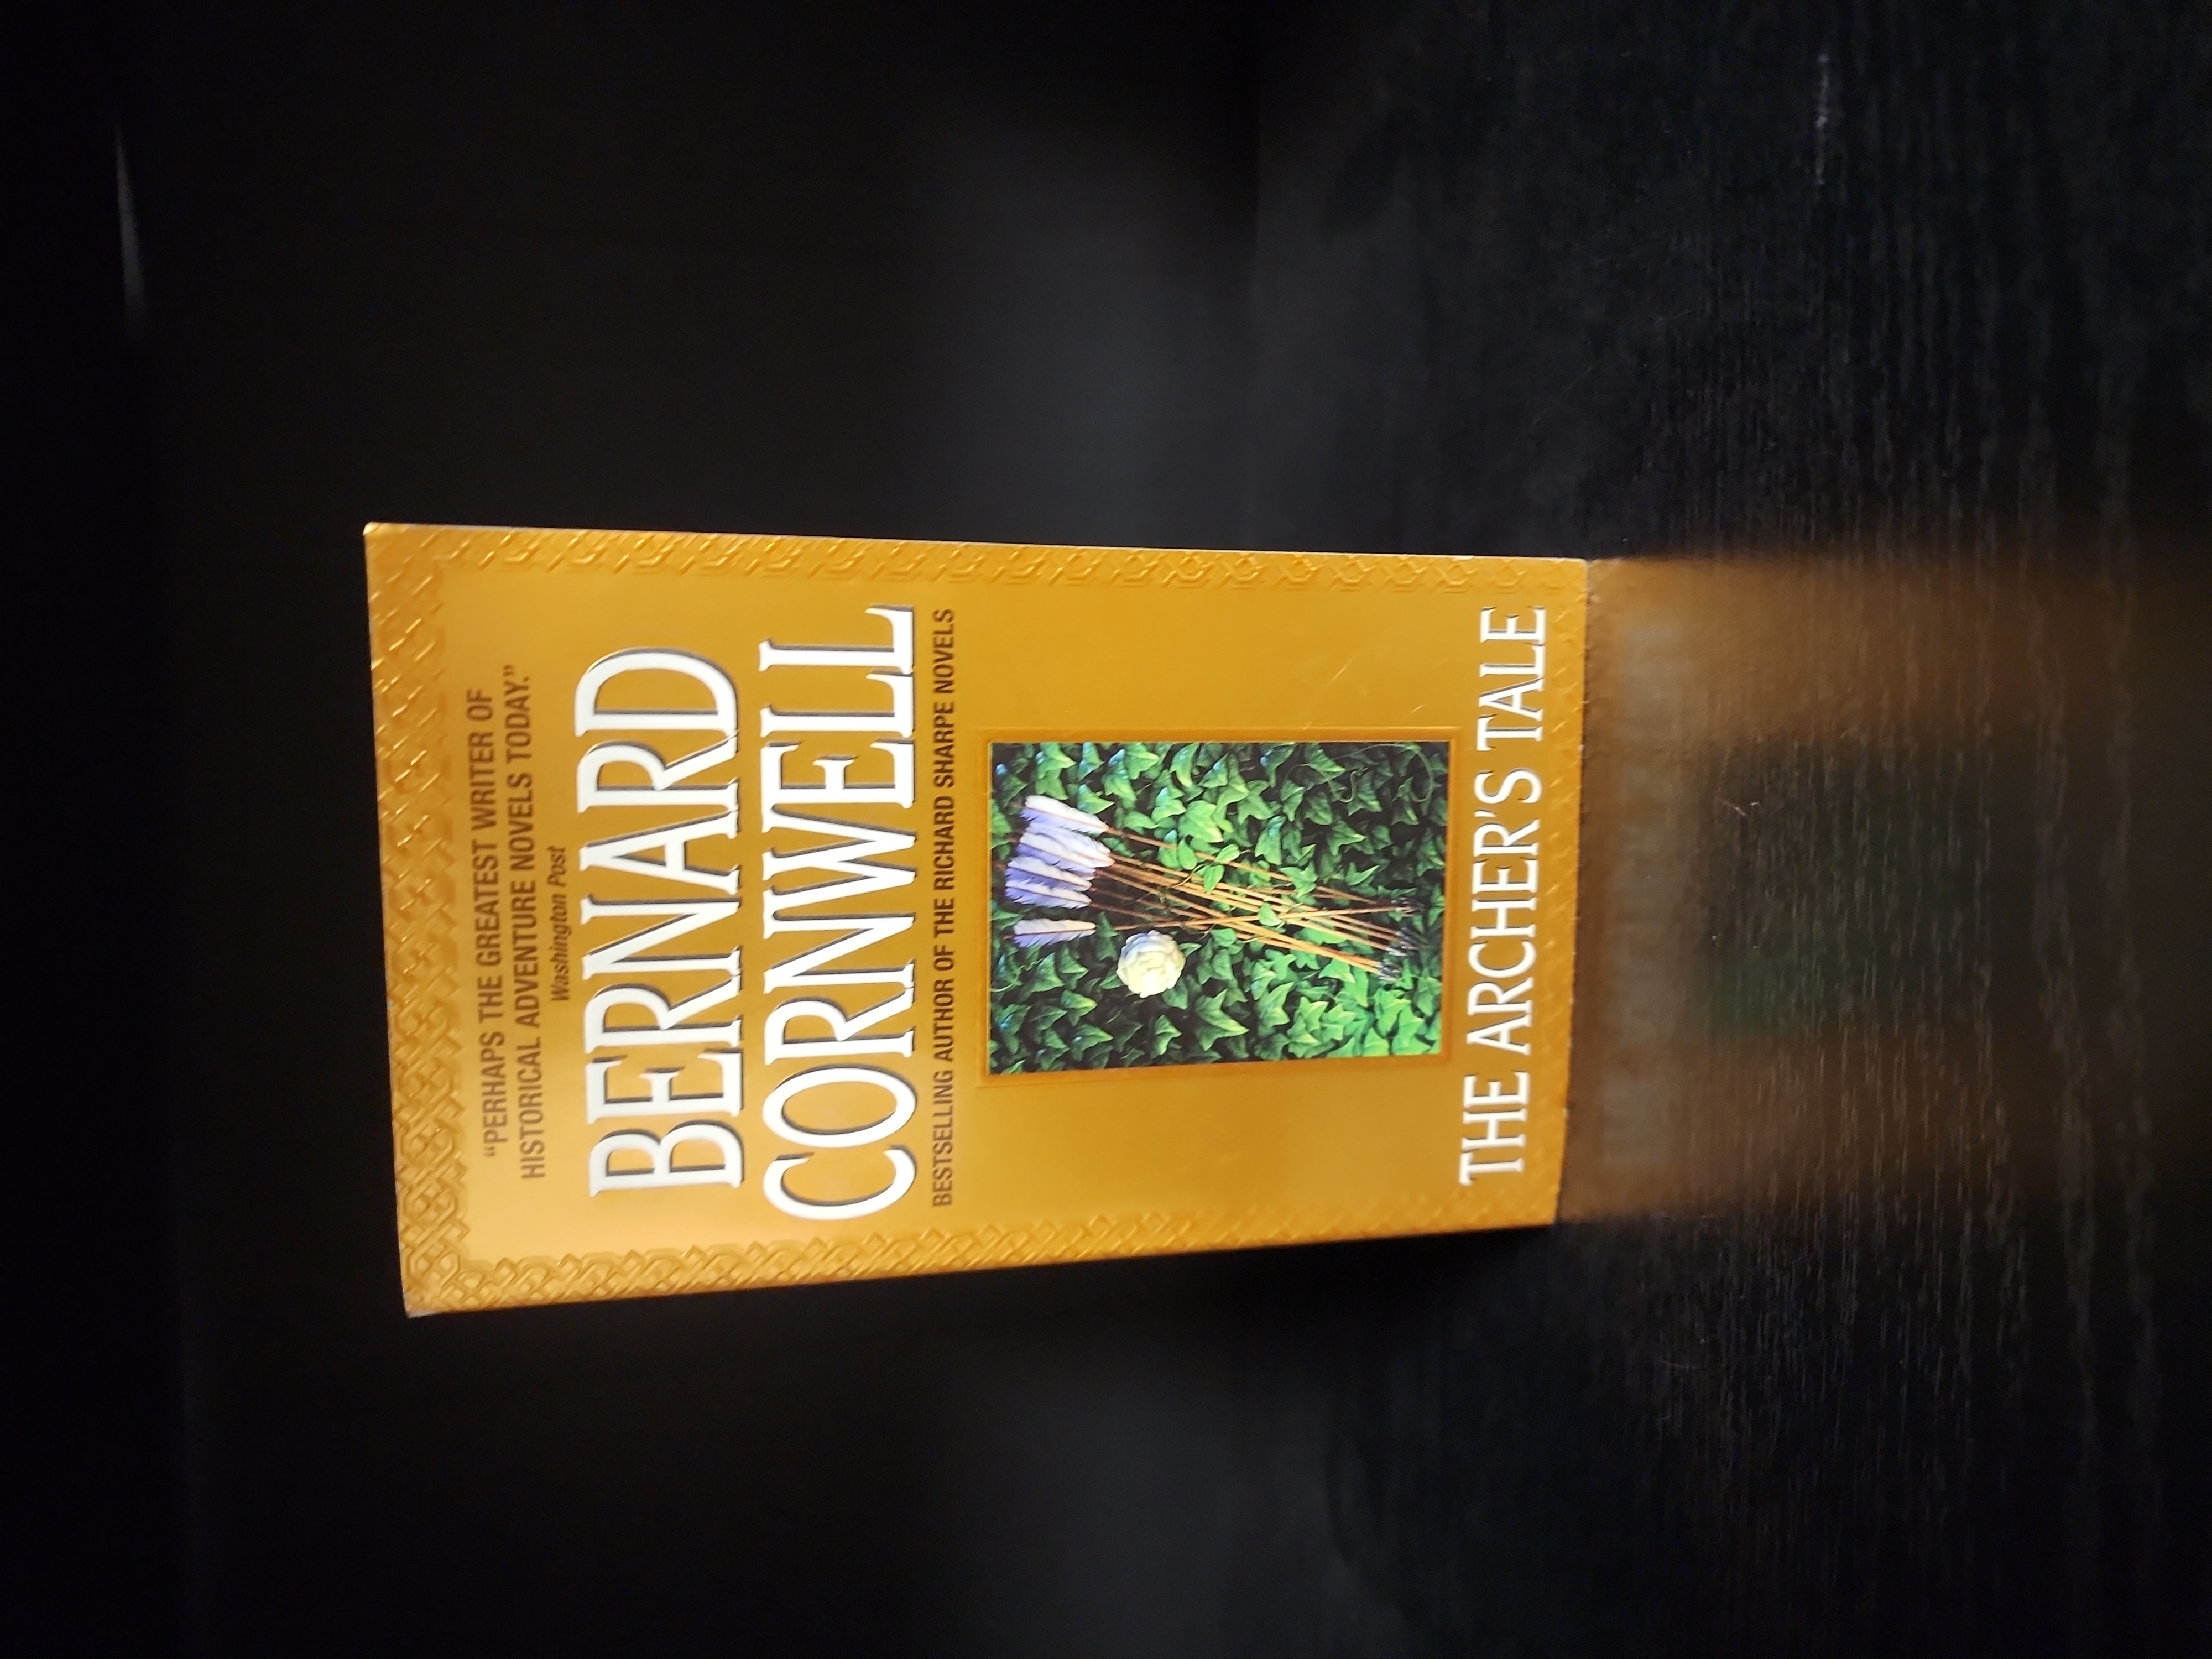 “PERHAPS THE GREATEST WRITER OF
HISTORICAL ADVENTURE NOVELS TODAY.”
Washington Post
BERNARD
CORNWELL
BESTSELLING AUTHOR OF THE RICHARD SHARPE NOVELS
THE ARCHER'S TALE